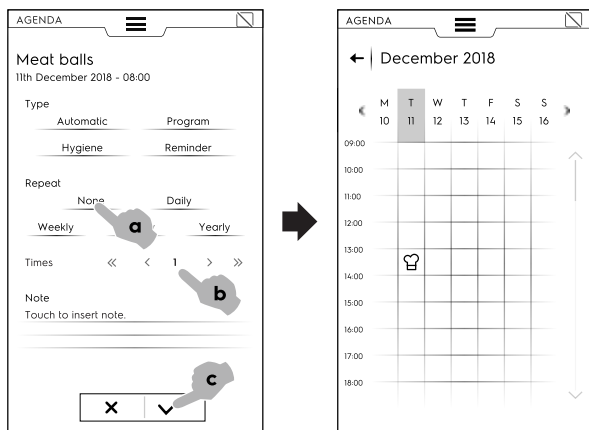 AGENDA
Meat balls
11th December 2018 - 08:00
Type
Automatic Program
Hygiene Reminder
Repeat
None Daily
Weekly Yearly
a
Times << < 1 > >>
b
Note
Touch to insert note.
c
AGENDA
December 2018
M T W T F S S
10 11 12 13 14 15 16
09:00
10:00
11:00
12:00
13:00
14:00
15:00
16:00
17:00
18:00